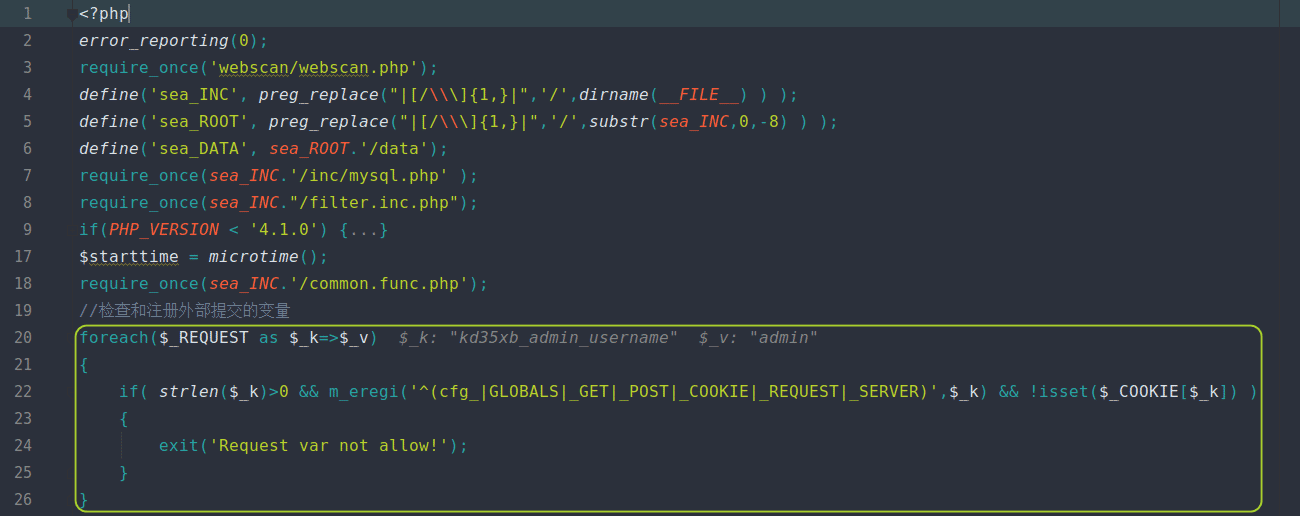 1 <?php
2 error_reporting(0);
3 require_once('webscan/webscan.php');
4 define('sea_INC', preg_replace("|[/\\\]{1,}|",'/',dirname(__FILE__) ) );
5 define('sea_ROOT', preg_replace("|[/\\\]{1,}|",'/',substr(sea_INC,0,-8) ) );
6 define('sea_DATA', sea_ROOT.'/data');
7 require_once(sea_INC.'/inc/mysql.php' );
8 require_once(sea_INC."/filter.inc.php");
9 if(PHP_VERSION < '4.1.0') {...}
17 $starttime = microtime();
18 require_once(sea_INC.'/common.func.php');
19 //检查和注册外部提交的变量
20 foreach($_REQUEST as $_k=>$_v) $_k: "kd35xb_admin_username" $_v: "admin"
21 {
22 if( strlen($_k)>0 && m_eregi('^(cfg_|GLOBALS|_GET|_POST|_COOKIE|_REQUEST|_SERVER)',$_k) && !isset($_COOKIE[$_k]) )
23 {
24 exit('Request var not allow!');
25 }
26 }